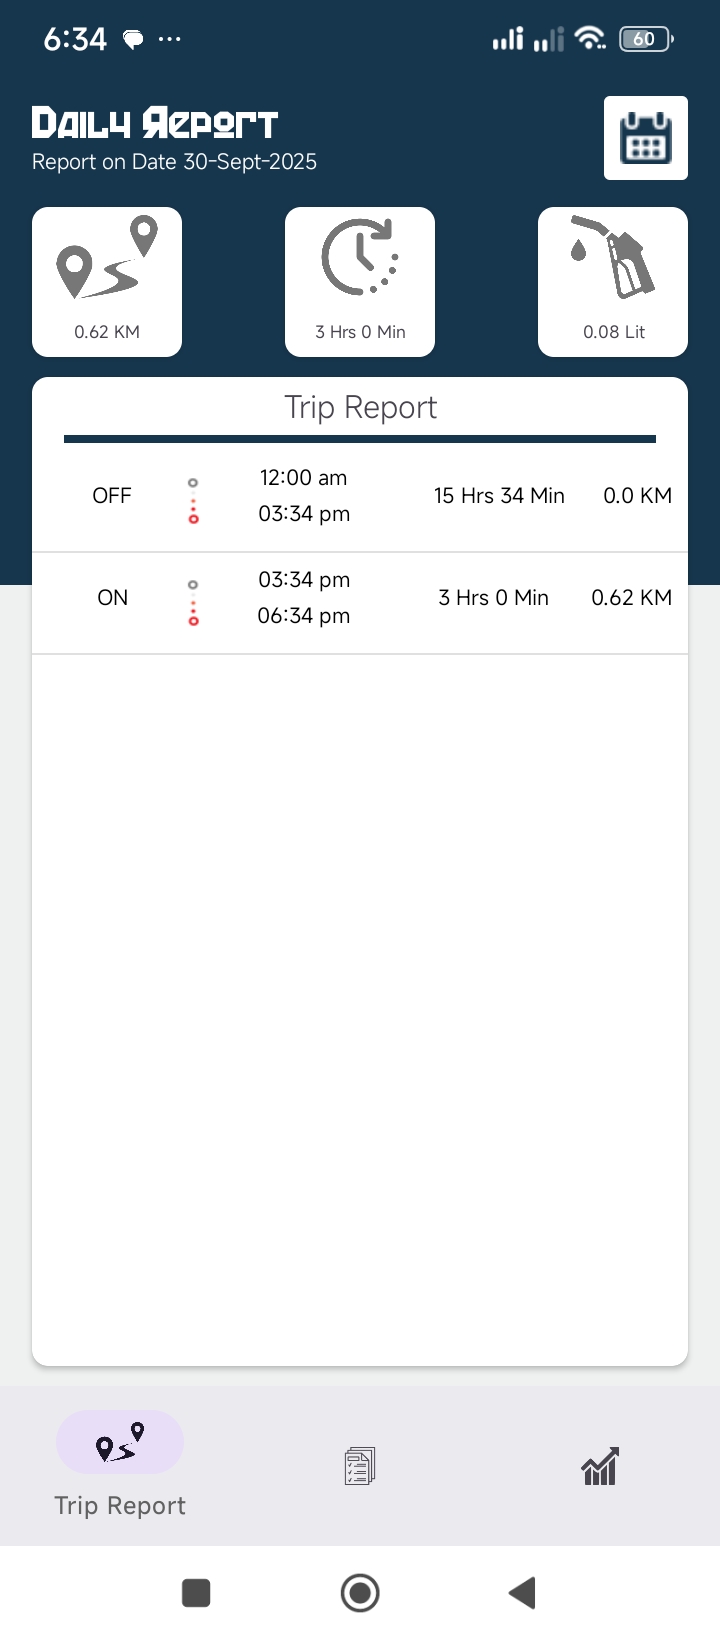 6:34
60
Daily Report
Report on Date 30-Sept-2025
0.62 KM
3 Hrs 0 Min
0.08 Lit
Trip Report
OFF
12:00 am
03:34 pm
15 Hrs 34 Min
0.0 KM
ON
03:34 pm
06:34 pm
3 Hrs 0 Min
0.62 KM
Trip Report